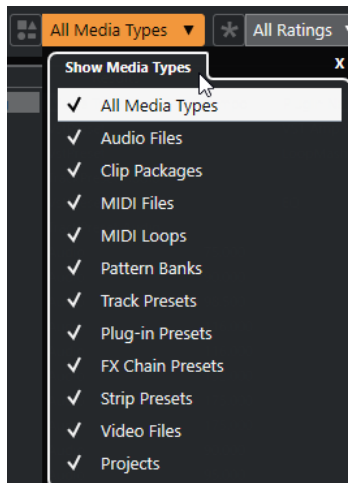 All Media Types ▼ All Ratings
Show Media Types X
✓ All Media Types
✓ Audio Files
✓ Clip Packages
✓ MIDI Files
✓ MIDI Loops
✓ Pattern Banks
✓ Track Presets
✓ Plug-in Presets
✓ FX Chain Presets
✓ Strip Presets
✓ Video Files
✓ Projects